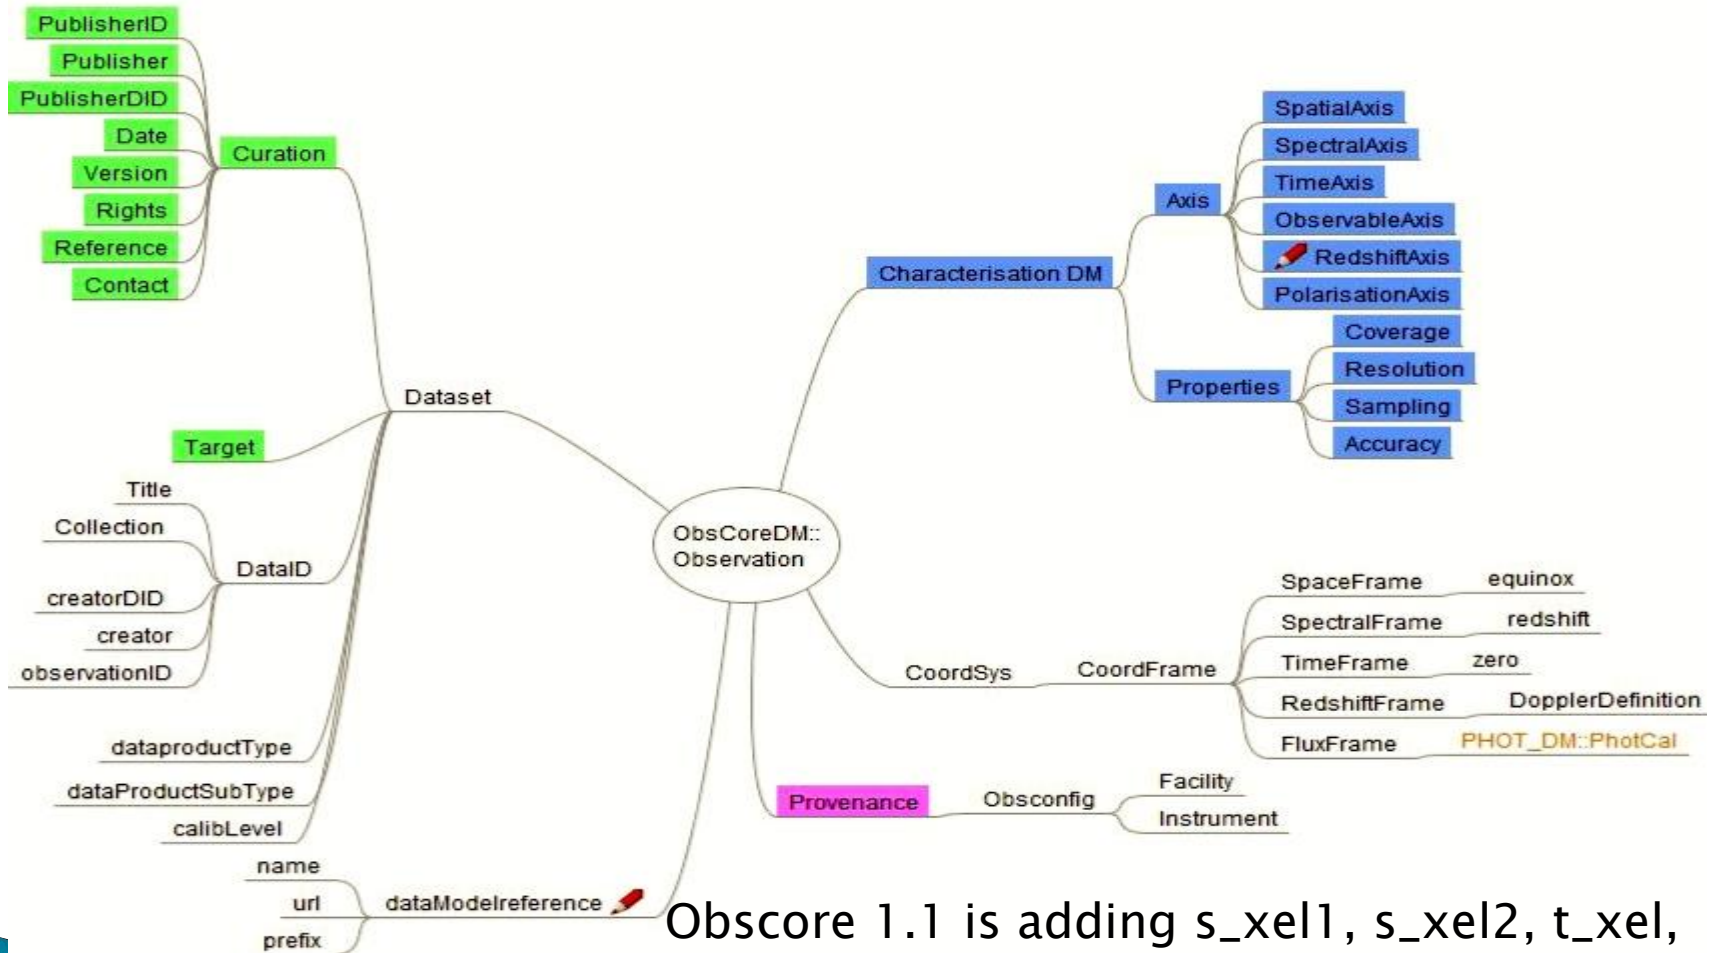 PublisherID
Publisher
PublisherDID
Date
Version
Rights
Reference
Contact
Curation
Dataset
Target
Title
Collection
creatorDID
creator
observationID
DataID
dataproductType
dataProductSubType
calibLevel
name
url
prefix
dataModelreference
ObsCoreDM::
Observation
Characterisation DM
Axis
SpatialAxis
SpectralAxis
TimeAxis
ObservableAxis
RedshiftAxis
PolarisationAxis
Properties
Coverage
Resolution
Sampling
Accuracy
CoordSys
CoordFrame
SpaceFrame
equinox
SpectralFrame
redshift
TimeFrame
zero
RedshiftFrame
DopplerDefinition
FluxFrame
PHOT_DM::PhotCal
Provenance
Obsconfig
Facility
Instrument
Obscore 1.1 is adding s_xel1, s_xel2, t_xel,